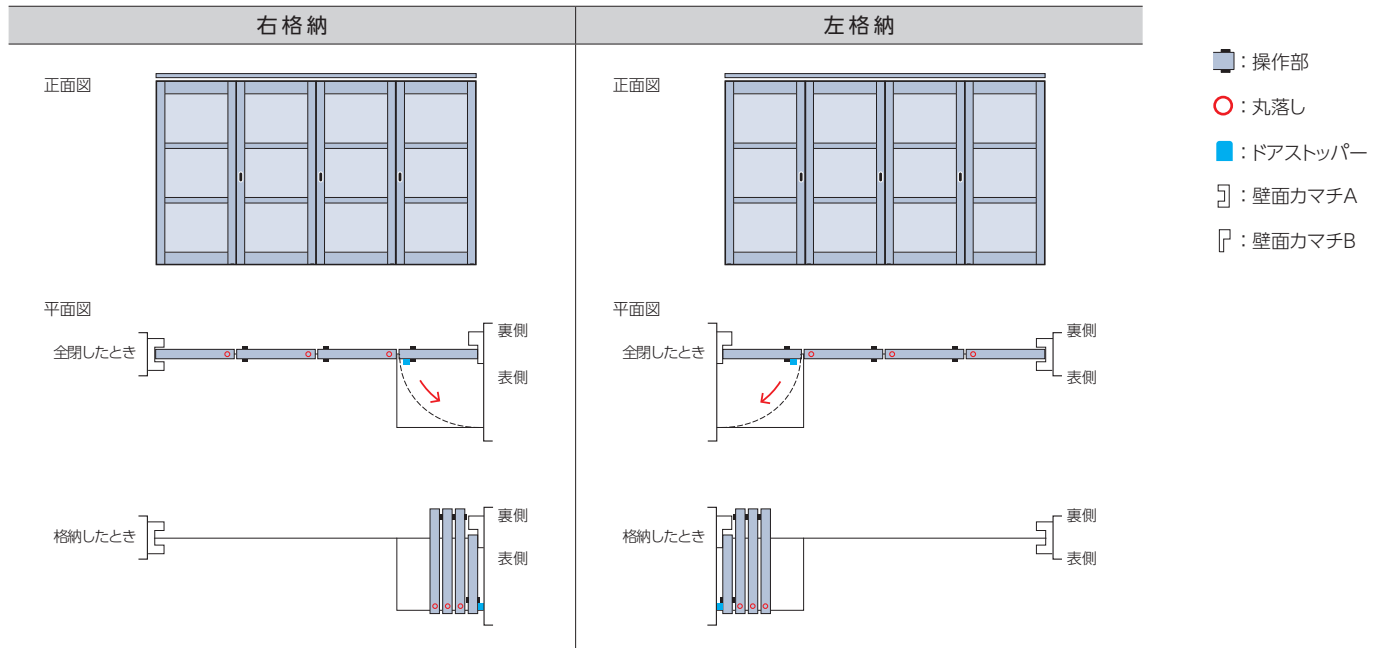 右格納
左格納
正面図
正面図
平面図
裏側
全閉したとき
表側
平面図
裏側
全閉したとき
表側
裏側
格納したとき
表側
裏側
格納したとき
表側
：操作部
：丸落し
：ドアストッパー
：壁面カマチA
：壁面カマチB